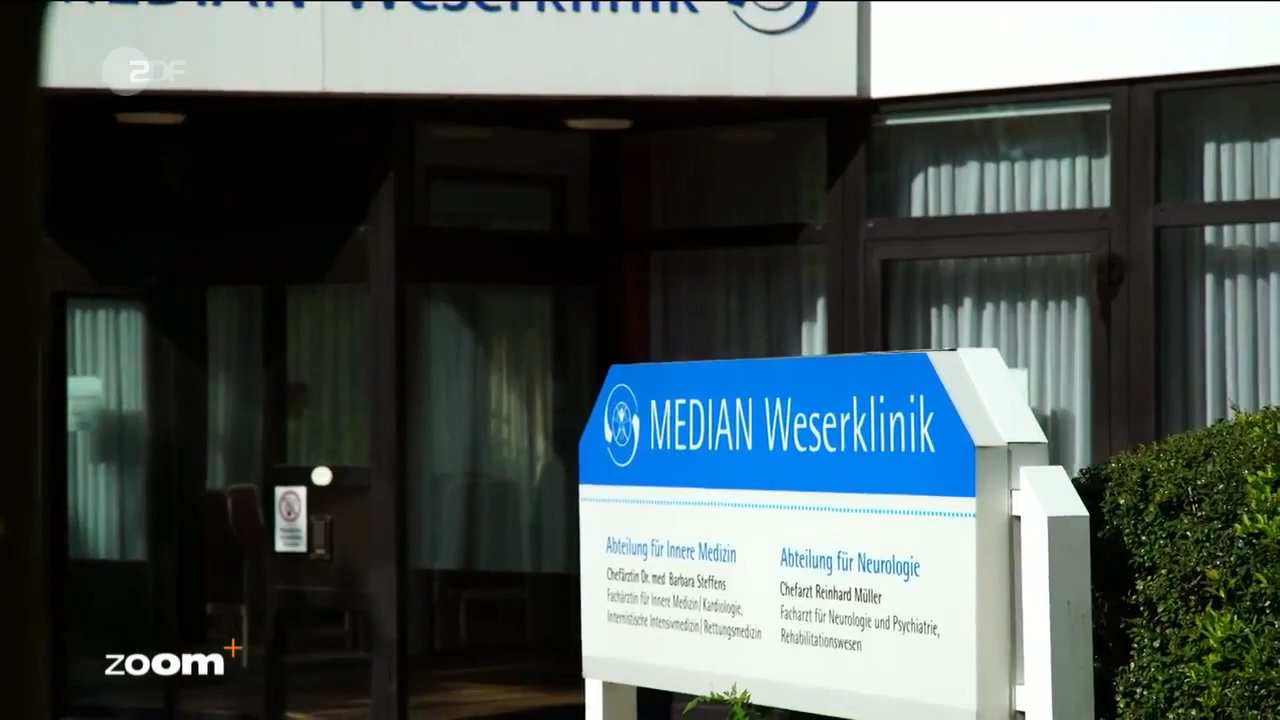 MEDIAN Weserklinik
ZDF
MEDIAN Weserklinik
Abteilung für Innere Medizin
Chefärztin Dr. med Barbara Steffens
Fachärztin für Innere Medizin/Kardiologie,
Internistische Intensivmedizin/Rettungsmedizin
Abteilung für Neurologie
Chefarzt Reinhard Müller
Facharzt für Neurologie und Psychiatrie,
Rehabilitationswesen
zoom+